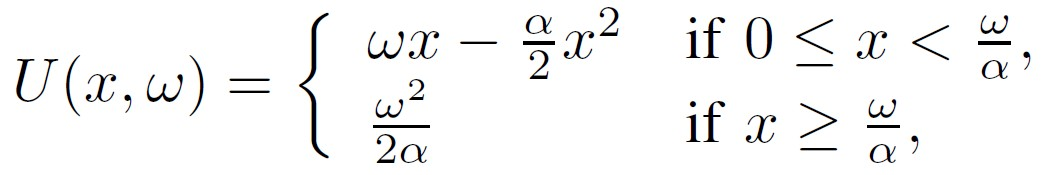 U(x, ω) = { ωx − α/2 x² if 0 ≤ x < ω/α,
ω²/2α if x ≥ ω/α,